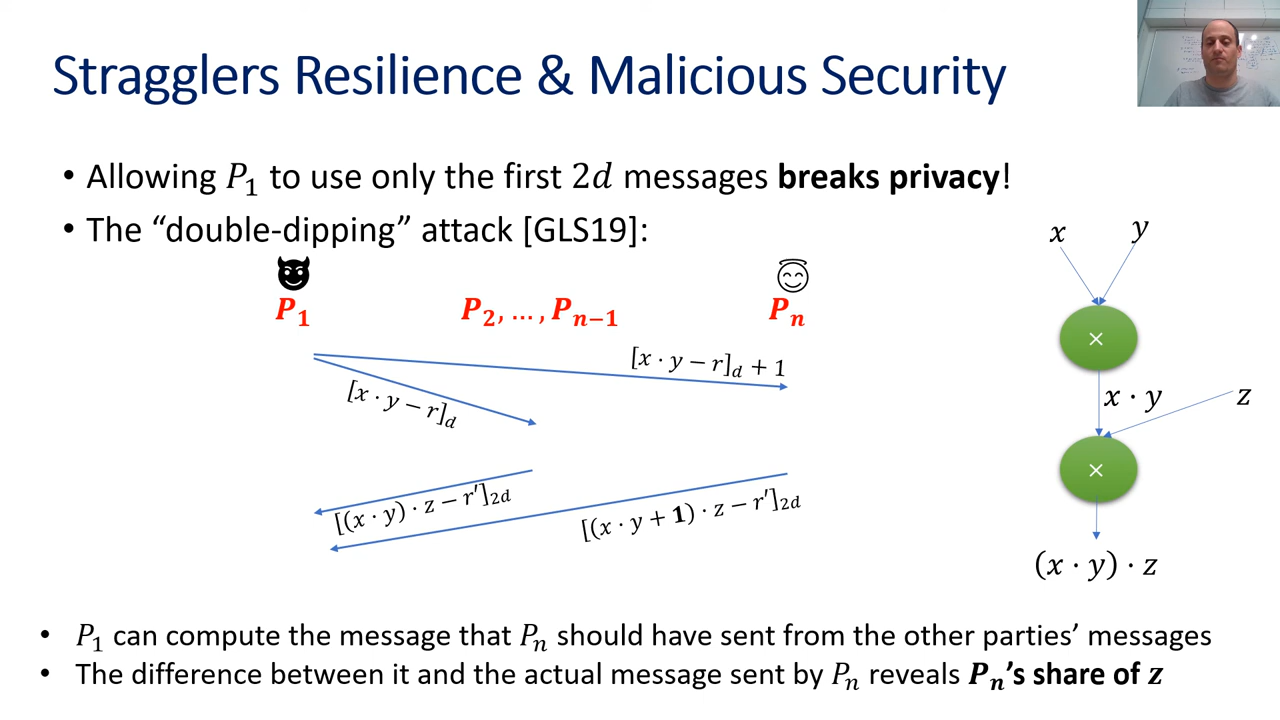 Stragglers Resilience & Malicious Security
• Allowing P₁ to use only the first 2d messages breaks privacy!
• The “double-dipping” attack [GLS19]:
x
y
P₁
P₂, … , Pₙ₋₁
Pₙ
×
[x · y − r]_d + 1
[x · y − r]_d
x · y
z
×
[(x · y) · z − r′]₂d
[(x · y + 1) · z − r′]₂d
(x · y) · z
• P₁ can compute the message that Pₙ should have sent from the other parties’ messages
• The difference between it and the actual message sent by Pₙ reveals Pₙ’s share of z